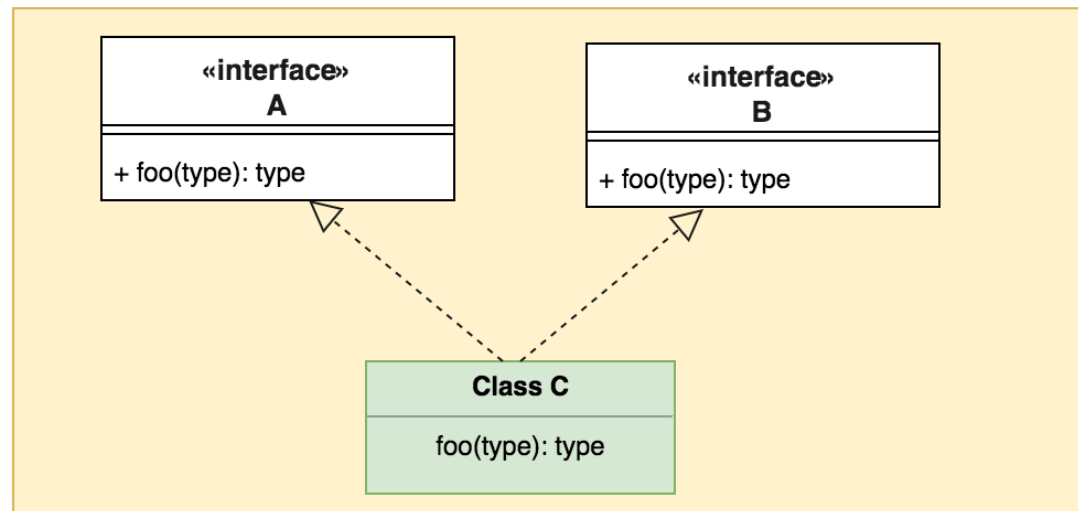 «interface»
A
+ foo(type): type
«interface»
B
+ foo(type): type
Class C
foo(type): type